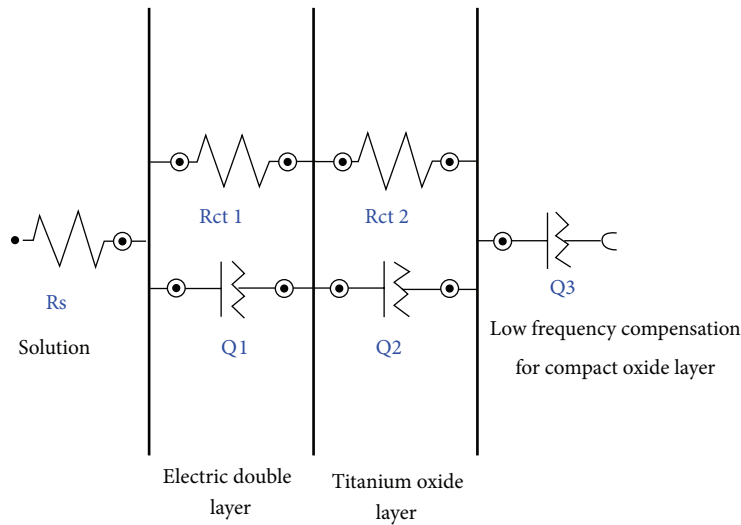 Rct 1
Rct 2
Rs
Solution
Q1
Q2
Q3
Low frequency compensation
for compact oxide layer
Electric double
layer
Titanium oxide
layer